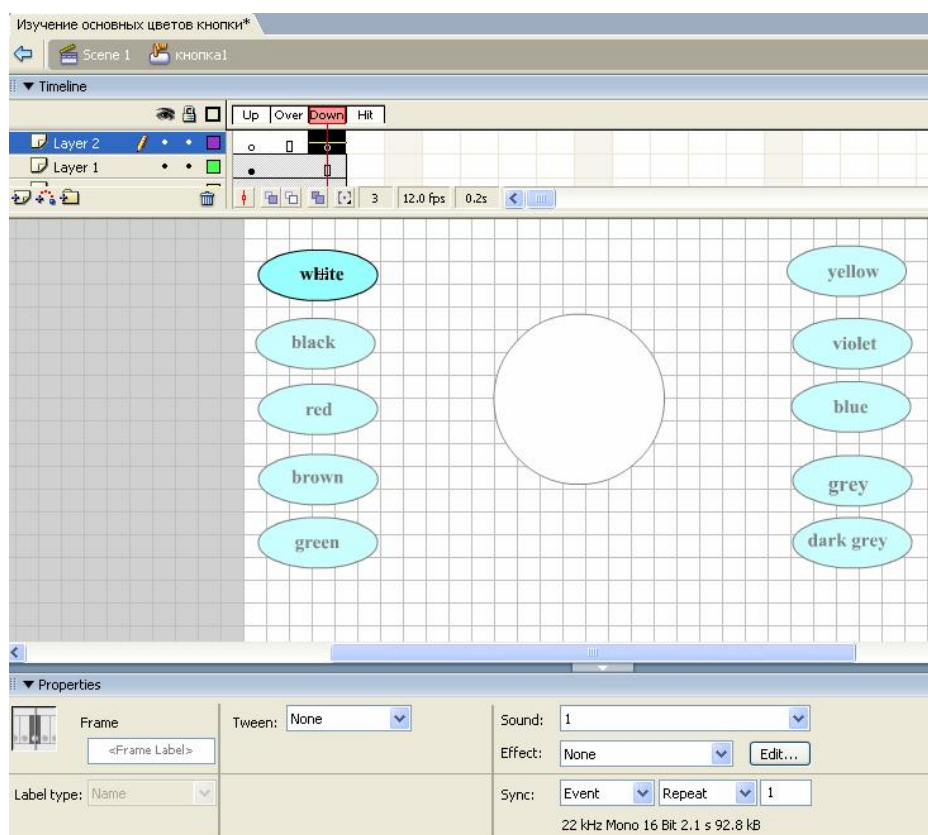 Изучение основных цветов кнопки*
Scene 1 кнопка1
Timeline
Up Over Down Hit
Layer 2
Layer 1
3 12.0 fps 0.2s
white yellow
black violet
red blue
brown grey
green dark grey
Properties
Frame Tween: None Sound: 1
<Frame Label> Effect: None Edit...
Label type: Name Sync: Event Repeat 1
22 kHz Mono 16 Bit 2.1 s 92.8 kB